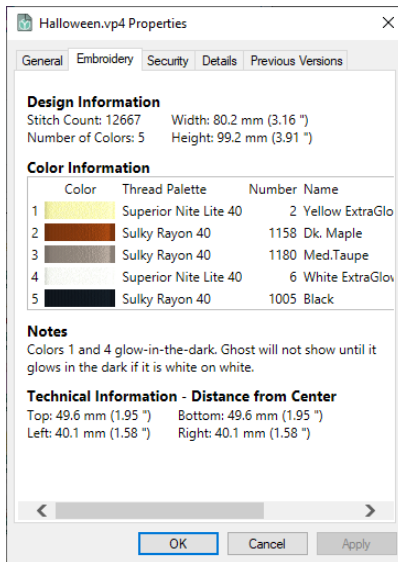 Halloween.vp4 Properties
General Embroidery Security Details Previous Versions
Design Information
Stitch Count: 12667 Width: 80.2 mm (3.16 ")
Number of Colors: 5 Height: 99.2 mm (3.91 ")
Color Information
Color Thread Palette Number Name
1 Superior Nite Lite 40 2 Yellow ExtraGlo
2 Sulky Rayon 40 1158 Dk. Maple
3 Sulky Rayon 40 1180 Med.Taupe
4 Superior Nite Lite 40 6 White ExtraGlov
5 Sulky Rayon 40 1005 Black
Notes
Colors 1 and 4 glow-in-the-dark. Ghost will not show until it
glows in the dark if it is white on white.
Technical Information - Distance from Center
Top: 49.6 mm (1.95 ") Bottom: 49.6 mm (1.95 ")
Left: 40.1 mm (1.58 ") Right: 40.1 mm (1.58 ")
OK Cancel Apply